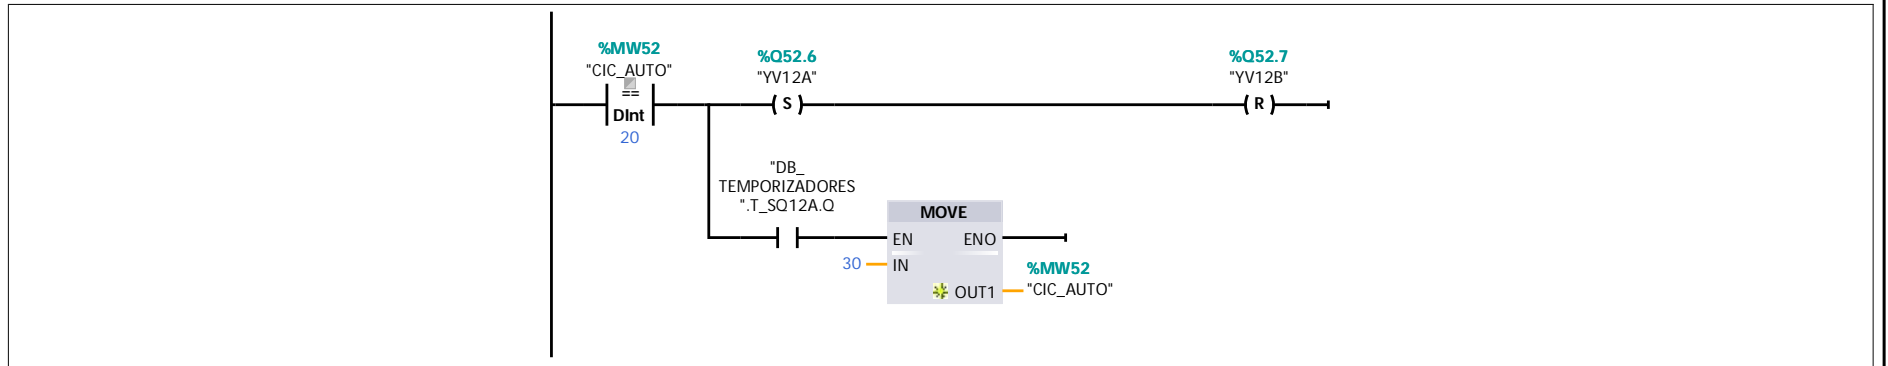 %MW52
"CIC_AUTO"
==
DInt
20
%Q52.6
"YV12A"
S
%Q52.7
"YV12B"
R
"DB_
TEMPORIZADORES
".T_SQ12A.Q
MOVE
EN ENO
30 IN
%MW52
OUT1 "CIC_AUTO"